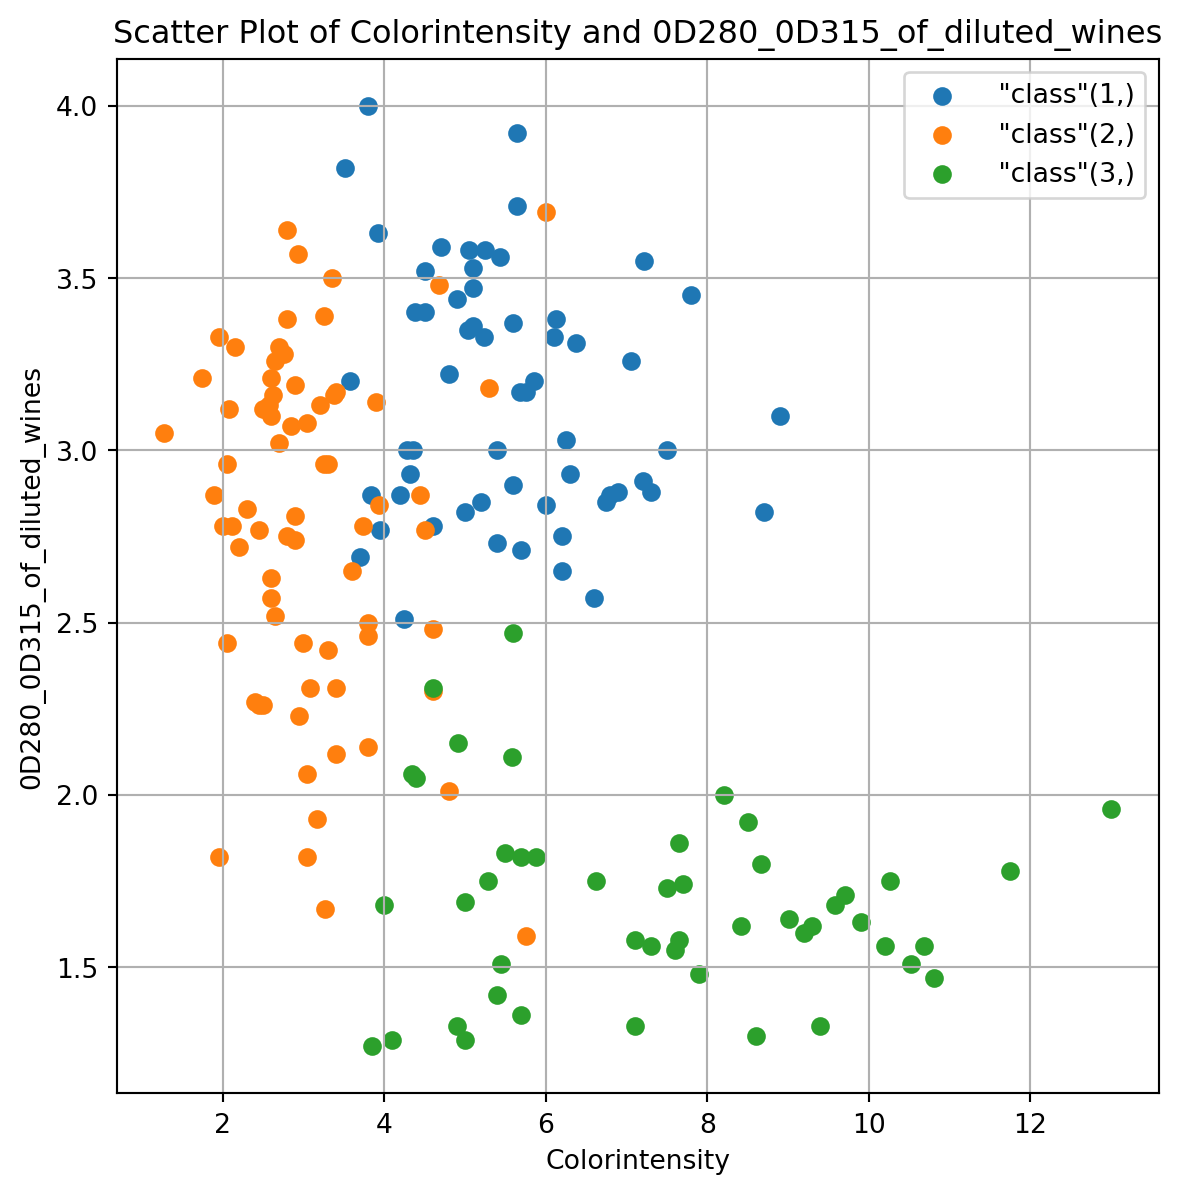 Scatter Plot of Colorintensity and 0D280_0D315_of_diluted_wines
"class"(1,)
"class"(2,)
"class"(3,)
4.0
3.5
3.0
2.5
2.0
1.5
0D280_0D315_of_diluted_wines
2 4 6 8 10 12
Colorintensity